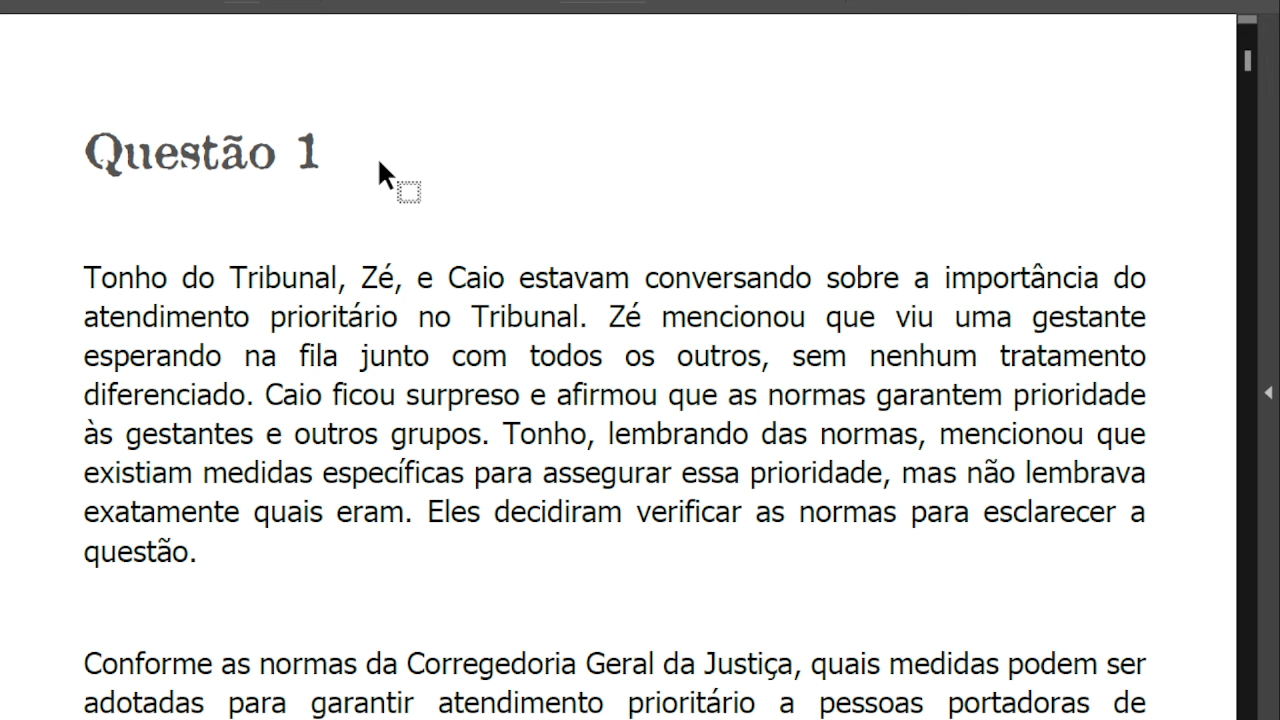 Questão 1
Tonho do Tribunal, Zé, e Caio estavam conversando sobre a importância do
atendimento prioritário no Tribunal. Zé mencionou que viu uma gestante
esperando na fila junto com todos os outros, sem nenhum tratamento
diferenciado. Caio ficou surpreso e afirmou que as normas garantem prioridade
às gestantes e outros grupos. Tonho, lembrando das normas, mencionou que
existiam medidas específicas para assegurar essa prioridade, mas não lembrava
exatamente quais eram. Eles decidiram verificar as normas para esclarecer a
questão.
Conforme as normas da Corregedoria Geral da Justiça, quais medidas podem ser
adotadas para garantir atendimento prioritário a pessoas portadoras de